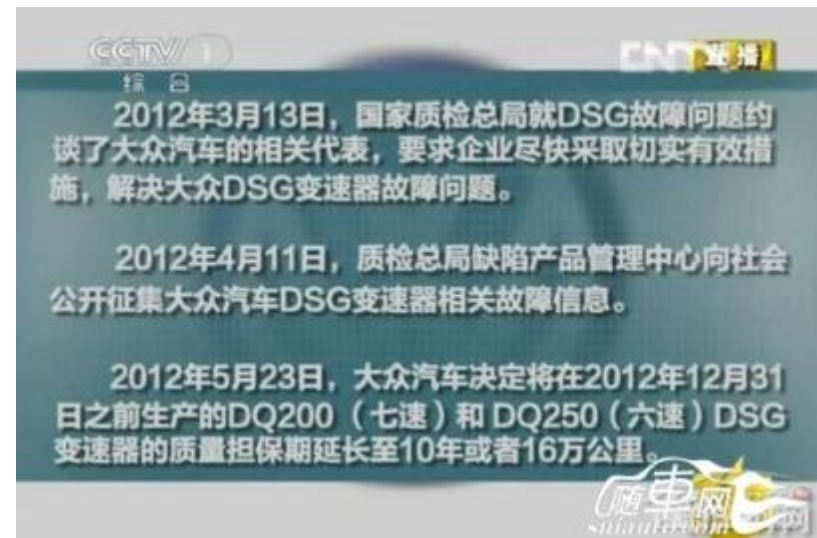 CCTV 1
综合
CNTV 直播
2012年3月13日，国家质检总局就DSG故障问题约
谈了大众汽车的相关代表，要求企业尽快采取切实有效措
施，解决大众DSG变速器故障问题。
2012年4月11日，质检总局缺陷产品管理中心向社会
公开征集大众汽车DSG变速器相关故障信息。
2012年5月23日，大众汽车决定将在2012年12月31
日之前生产的DQ200（七速）和 DQ250（六速）DSG
变速器的质量担保期延长至10年或者16万公里。
随車网
suiauto.com